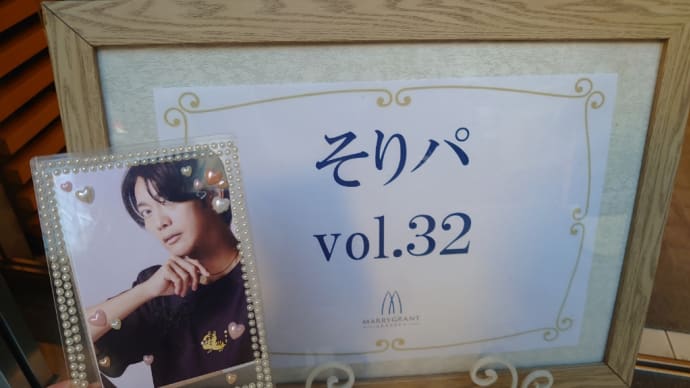 そりパ
vol.32
MARRYGRANT